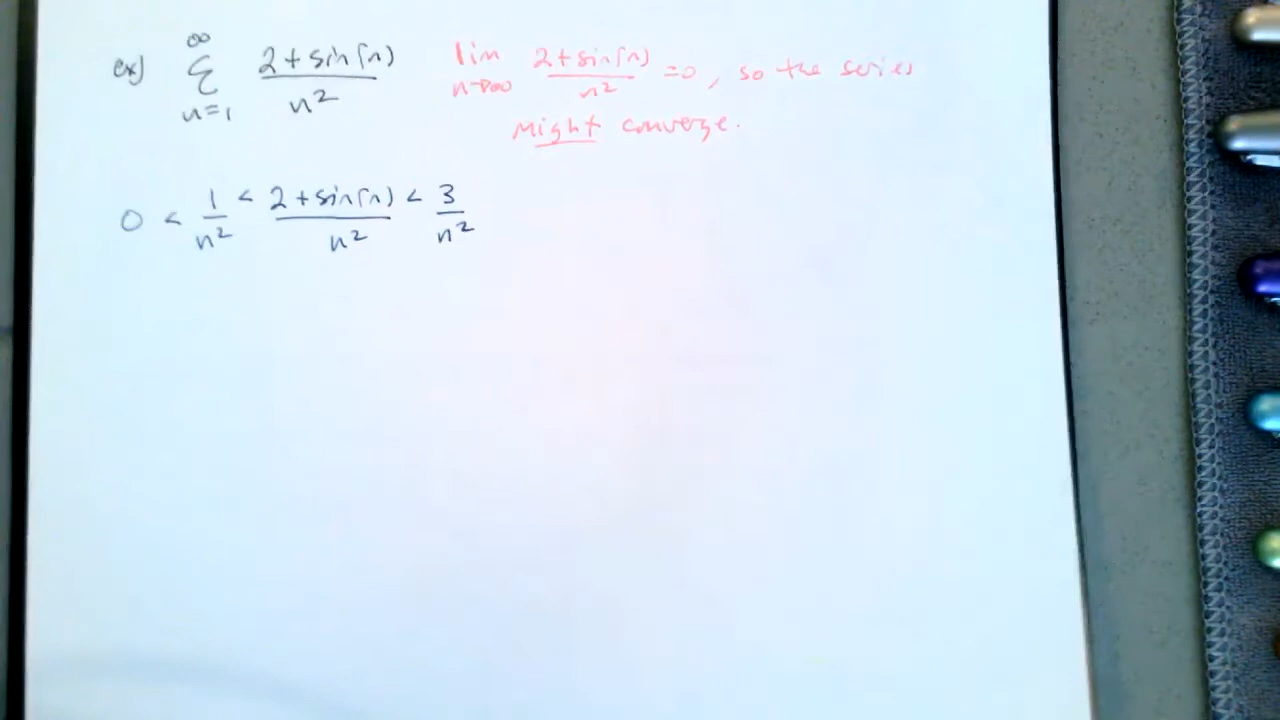 ex) ∞ Σ n=1 (2+sin(n))/n² lim n→∞ (2+sin(n))/n² =0, so the series
might converge.
0 < 1/n² < (2+sin(n))/n² < 3/n²